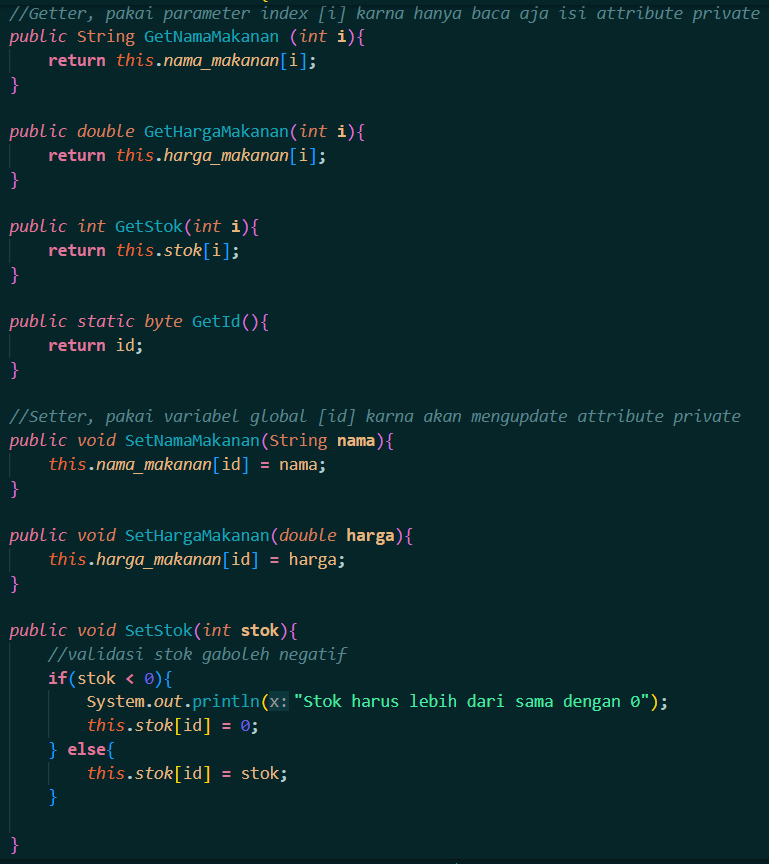 //Getter, pakai parameter index [i] karna hanya baca aja isi attribute private
public String GetNamaMakanan (int i){
    return this.nama_makanan[i];
}

public double GetHargaMakanan(int i){
    return this.harga_makanan[i];
}

public int GetStok(int i){
    return this.stok[i];
}

public static byte GetId(){
    return id;
}

//Setter, pakai variabel global [id] karna akan mengupdate attribute private
public void SetNamaMakanan(String nama){
    this.nama_makanan[id] = nama;
}

public void SetHargaMakanan(double harga){
    this.harga_makanan[id] = harga;
}

public void SetStok(int stok){
    //validasi stok gaboleh negatif
    if(stok < 0){
        System.out.println(x: "Stok harus lebih dari sama dengan 0");
        this.stok[id] = 0;
    } else{
        this.stok[id] = stok;
    }

}